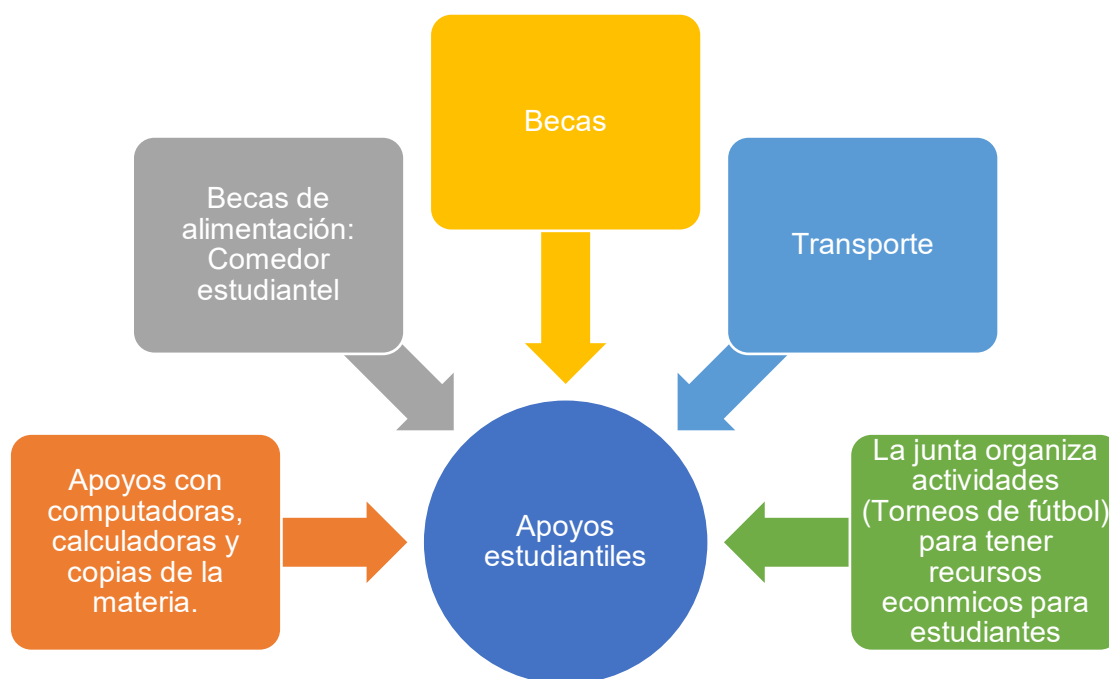 Becas
Becas de
alimentación:
Comedor
estudiantel
Transporte
Apoyos con
computadoras,
calculadoras y
copias de la
materia.
Apoyos
estudiantiles
La junta organiza
actividades
(Torneos de fútbol)
para tener
recursos
econmicos para
estudiantes